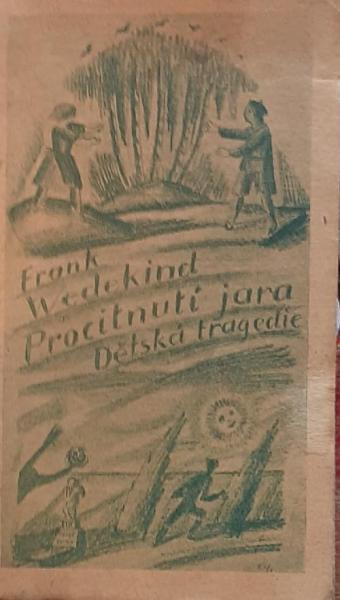 Frank
Wedekind
Procitnutí jara
Dětská tragedie